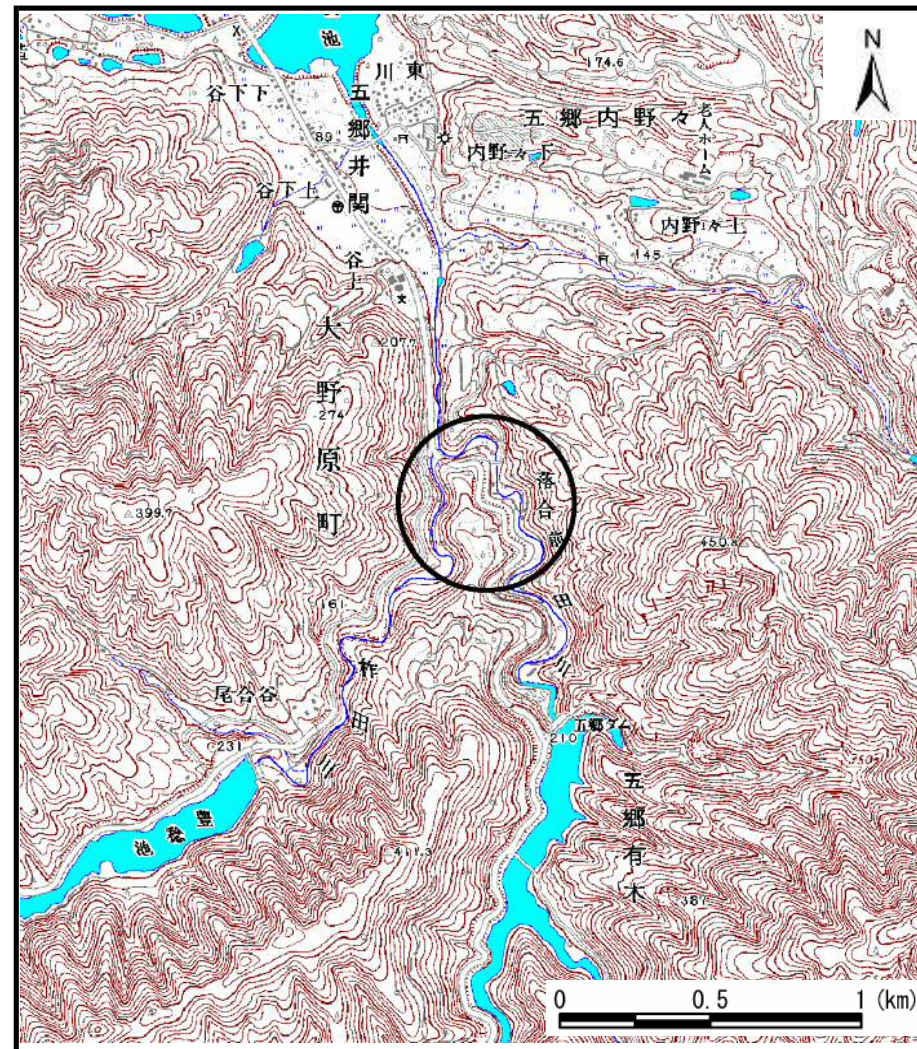 池
N
174.6
川東
谷下下
五郷井関
五郷内野々
老人ホーム
89
内野々下
谷下上
内野々上
145
谷上
大野原町
207.7
274
落合
399.7
450.8
161
田川
柞田川
尾合谷
231
210
五郷ダム
五郷有木
豊稔池
411.3
387
0 0.5 1 (km)